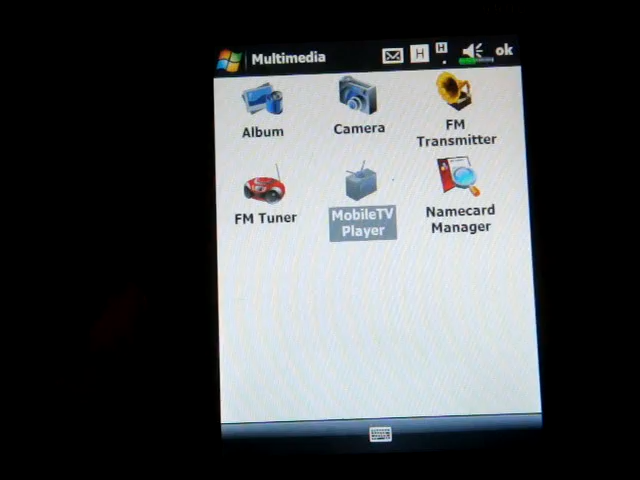 Multimedia
H
H
ok
Album
Camera
FM
Transmitter
FM Tuner
MobileTV
Player
Namecard
Manager